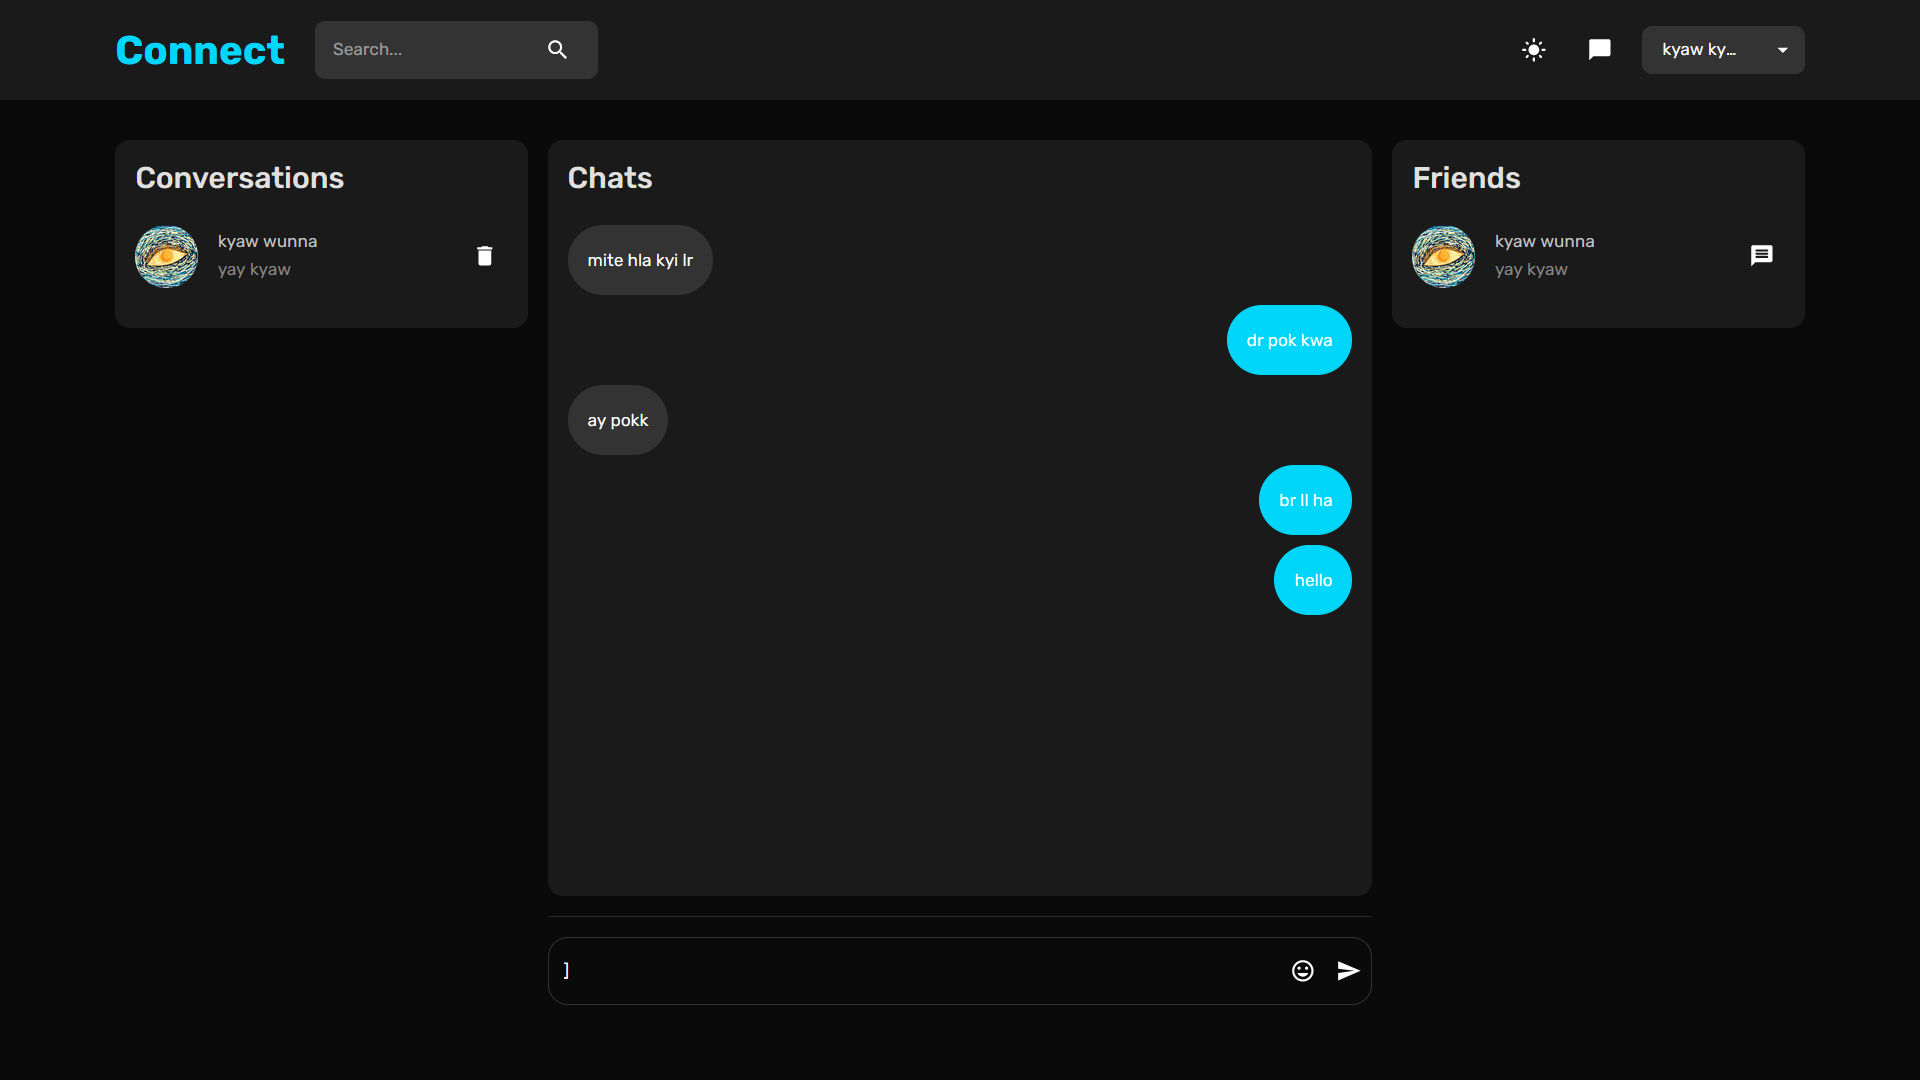 Connect
Search...
kyaw ky...
Conversations
kyaw wunna
yay kyaw
Chats
mite hla kyi lr
dr pok kwa
ay pokk
br ll ha
hello
]
Friends
kyaw wunna
yay kyaw